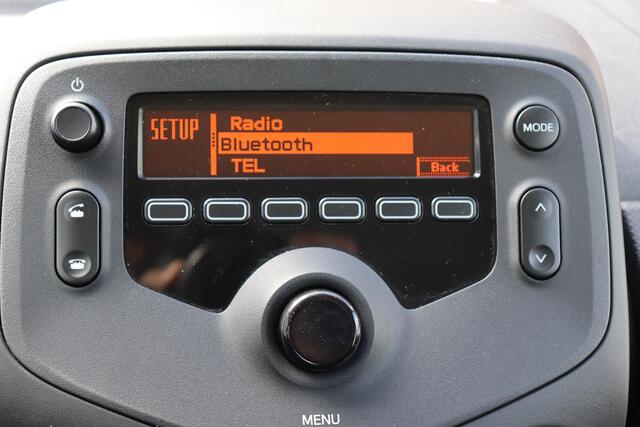 SETUP
Radio
Bluetooth
TEL
Back
MODE
MENU